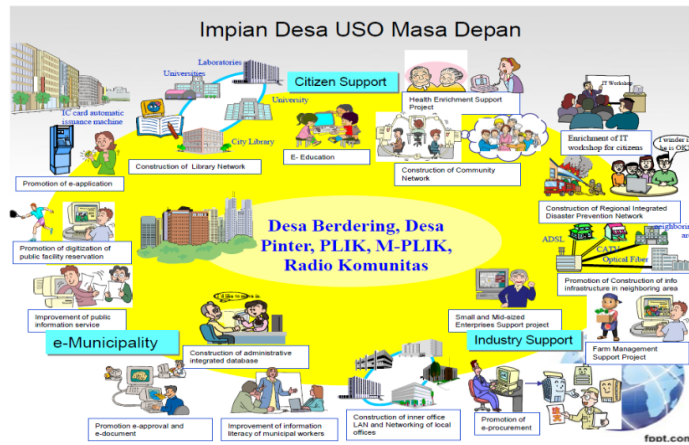 Impian Desa USO Masa Depan
Laboratories
Universities
University
City Library
Construction of Library Network
IC card automatic
issuance machine
Promotion of e-application
Citizen Support
E- Education
Health Enrichment Support
Project
Construction of Community
Network
IT Workshop
Enrichment of IT
workshop for citizens
Construction of Regional Integrated
Disaster Prevention Network
Promotion of digitization of
public facility reservation
Desa Berdering, Desa
Pinter, PLIK, M-PLIK,
Radio Komunitas
ADSL
CATV
Optical Fiber
neighboring
Promotion of Construction of info
infrastructure in neighboring area
Improvement of public
information service
Small and Mid-sized
Enterprises Support project
e-Municipality
Construction of administrative
integrated database
Industry Support
Farm Management
Support Project
Promotion e-approval and
e-document
Improvement of information
literacy of municipal workers
Construction of inner office
LAN and Networking of local
offices
Promotion of
e-procurement
fppt.com